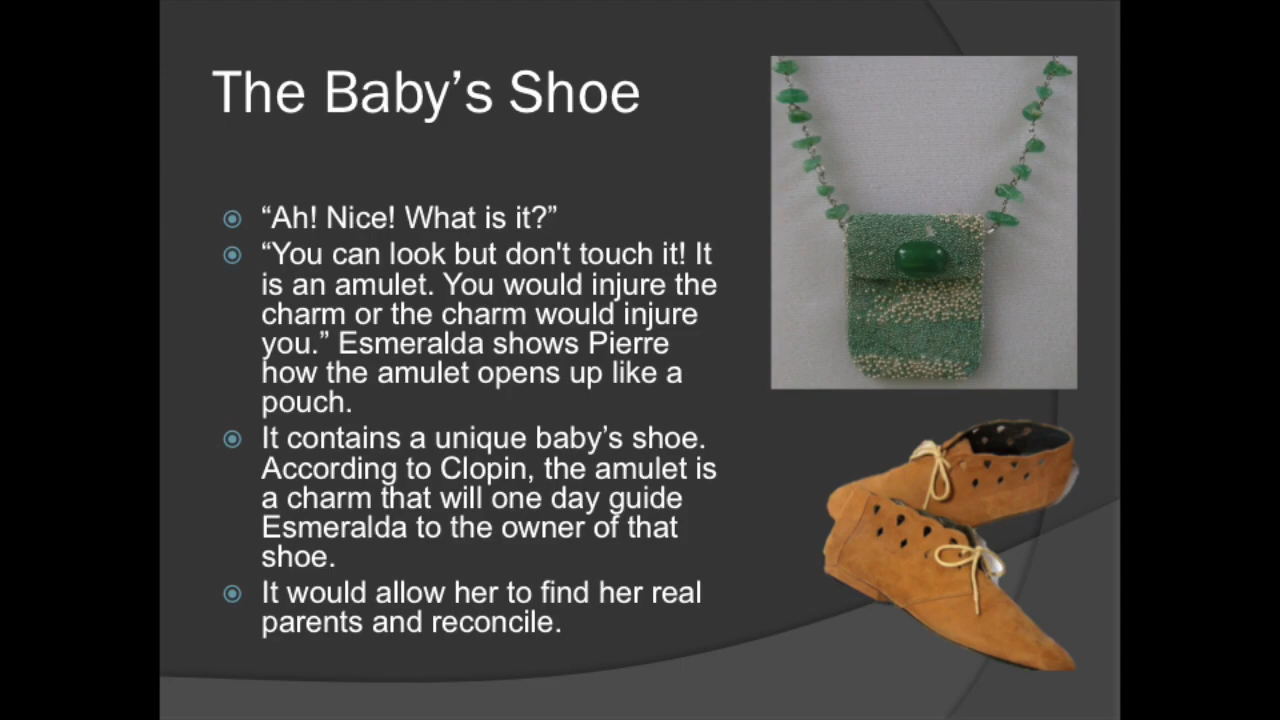 The Baby’s Shoe
“Ah! Nice! What is it?”
“You can look but don't touch it! It
is an amulet. You would injure the
charm or the charm would injure
you.” Esmeralda shows Pierre
how the amulet opens up like a
pouch.
It contains a unique baby’s shoe.
According to Clopin, the amulet is
a charm that will one day guide
Esmeralda to the owner of that
shoe.
It would allow her to find her real
parents and reconcile.